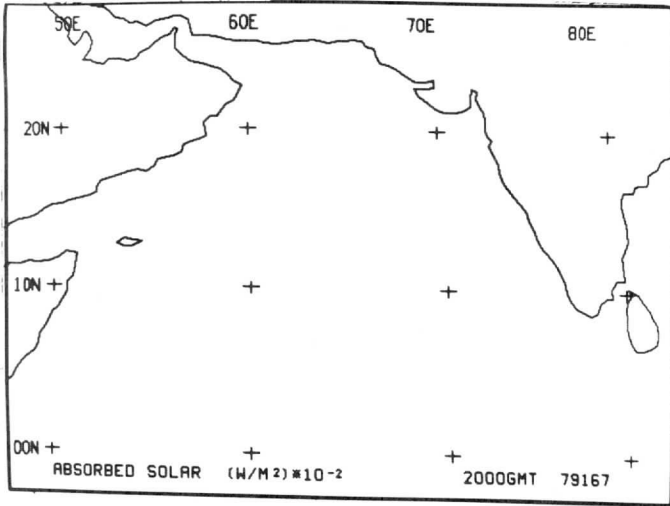 50E 60E 70E 80E
20N
10N
00N
ABSORBED SOLAR (W/M²)*10⁻² 2000GMT 79167